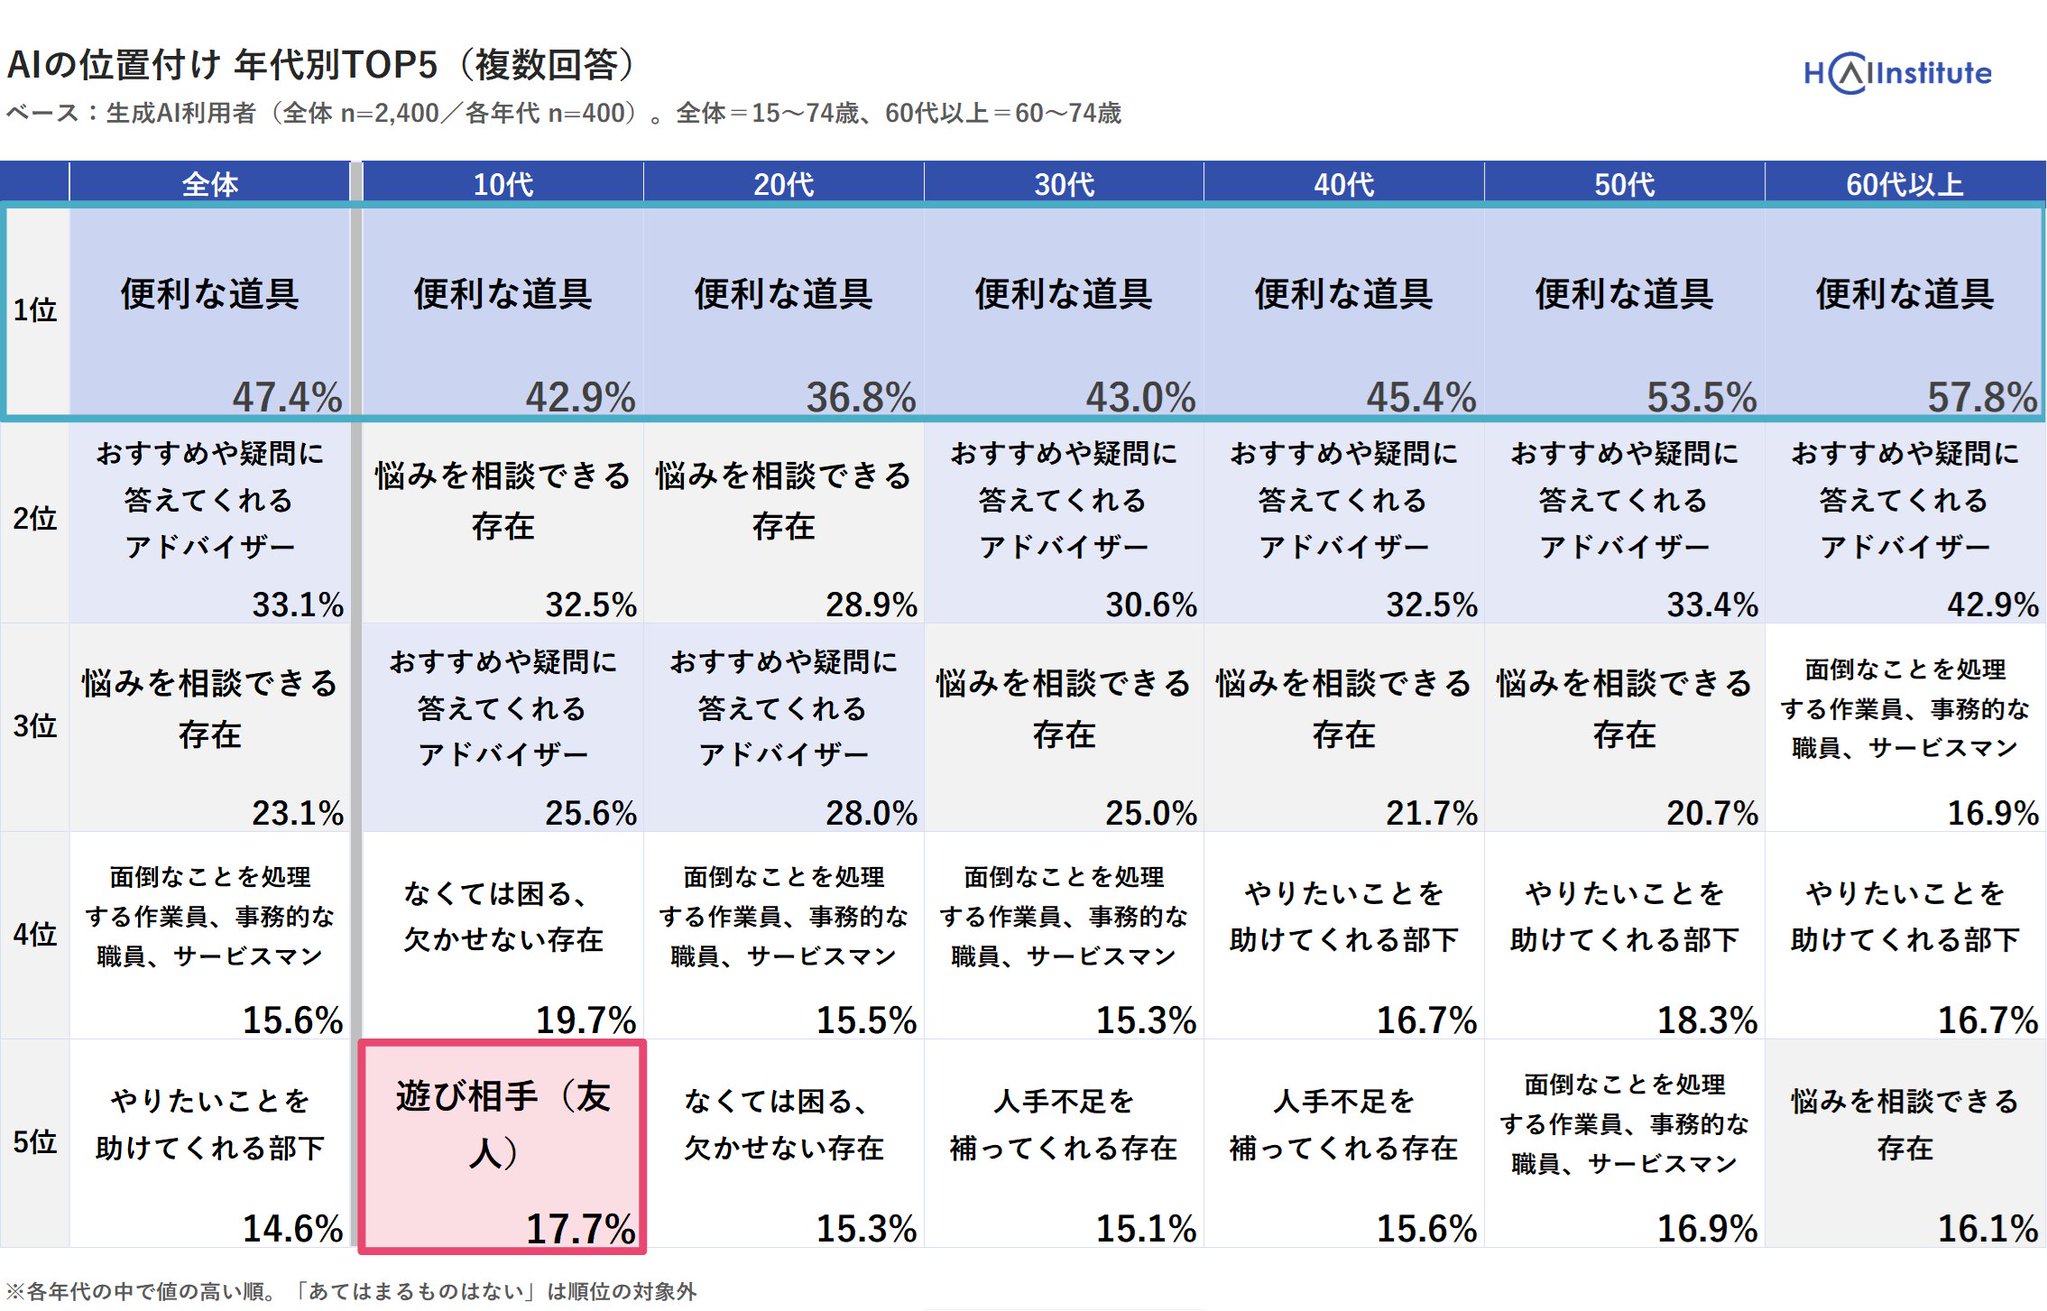 AIの位置付け 年代別TOP5（複数回答）
HAIInstitute
ベース：生成AI利用者（全体 n=2,400／各年代 n=400）。全体＝15～74歳、60代以上＝60～74歳
全体 10代 20代 30代 40代 50代 60代以上
1位
便利な道具
47.4%
便利な道具
42.9%
便利な道具
36.8%
便利な道具
43.0%
便利な道具
45.4%
便利な道具
53.5%
便利な道具
57.8%
2位
おすすめや疑問に
答えてくれる
アドバイザー
33.1%
悩みを相談できる
存在
32.5%
悩みを相談できる
存在
28.9%
おすすめや疑問に
答えてくれる
アドバイザー
30.6%
おすすめや疑問に
答えてくれる
アドバイザー
32.5%
おすすめや疑問に
答えてくれる
アドバイザー
33.4%
おすすめや疑問に
答えてくれる
アドバイザー
42.9%
3位
悩みを相談できる
存在
23.1%
おすすめや疑問に
答えてくれる
アドバイザー
25.6%
おすすめや疑問に
答えてくれる
アドバイザー
28.0%
悩みを相談できる
存在
25.0%
悩みを相談できる
存在
21.7%
悩みを相談できる
存在
20.7%
面倒なことを処理
する作業員、事務的な
職員、サービスマン
16.9%
4位
面倒なことを処理
する作業員、事務的な
職員、サービスマン
15.6%
なくては困る、
欠かせない存在
19.7%
面倒なことを処理
する作業員、事務的な
職員、サービスマン
15.5%
面倒なことを処理
する作業員、事務的な
職員、サービスマン
15.3%
やりたいことを
助けてくれる部下
16.7%
やりたいことを
助けてくれる部下
18.3%
やりたいことを
助けてくれる部下
16.7%
5位
やりたいことを
助けてくれる部下
14.6%
遊び相手（友
人）
17.7%
なくては困る、
欠かせない存在
15.3%
人手不足を
補ってくれる存在
15.1%
人手不足を
補ってくれる存在
15.6%
面倒なことを処理
する作業員、事務的な
職員、サービスマン
16.9%
悩みを相談できる
存在
16.1%
※各年代の中で値の高い順。「あてはまるものはない」は順位の対象外